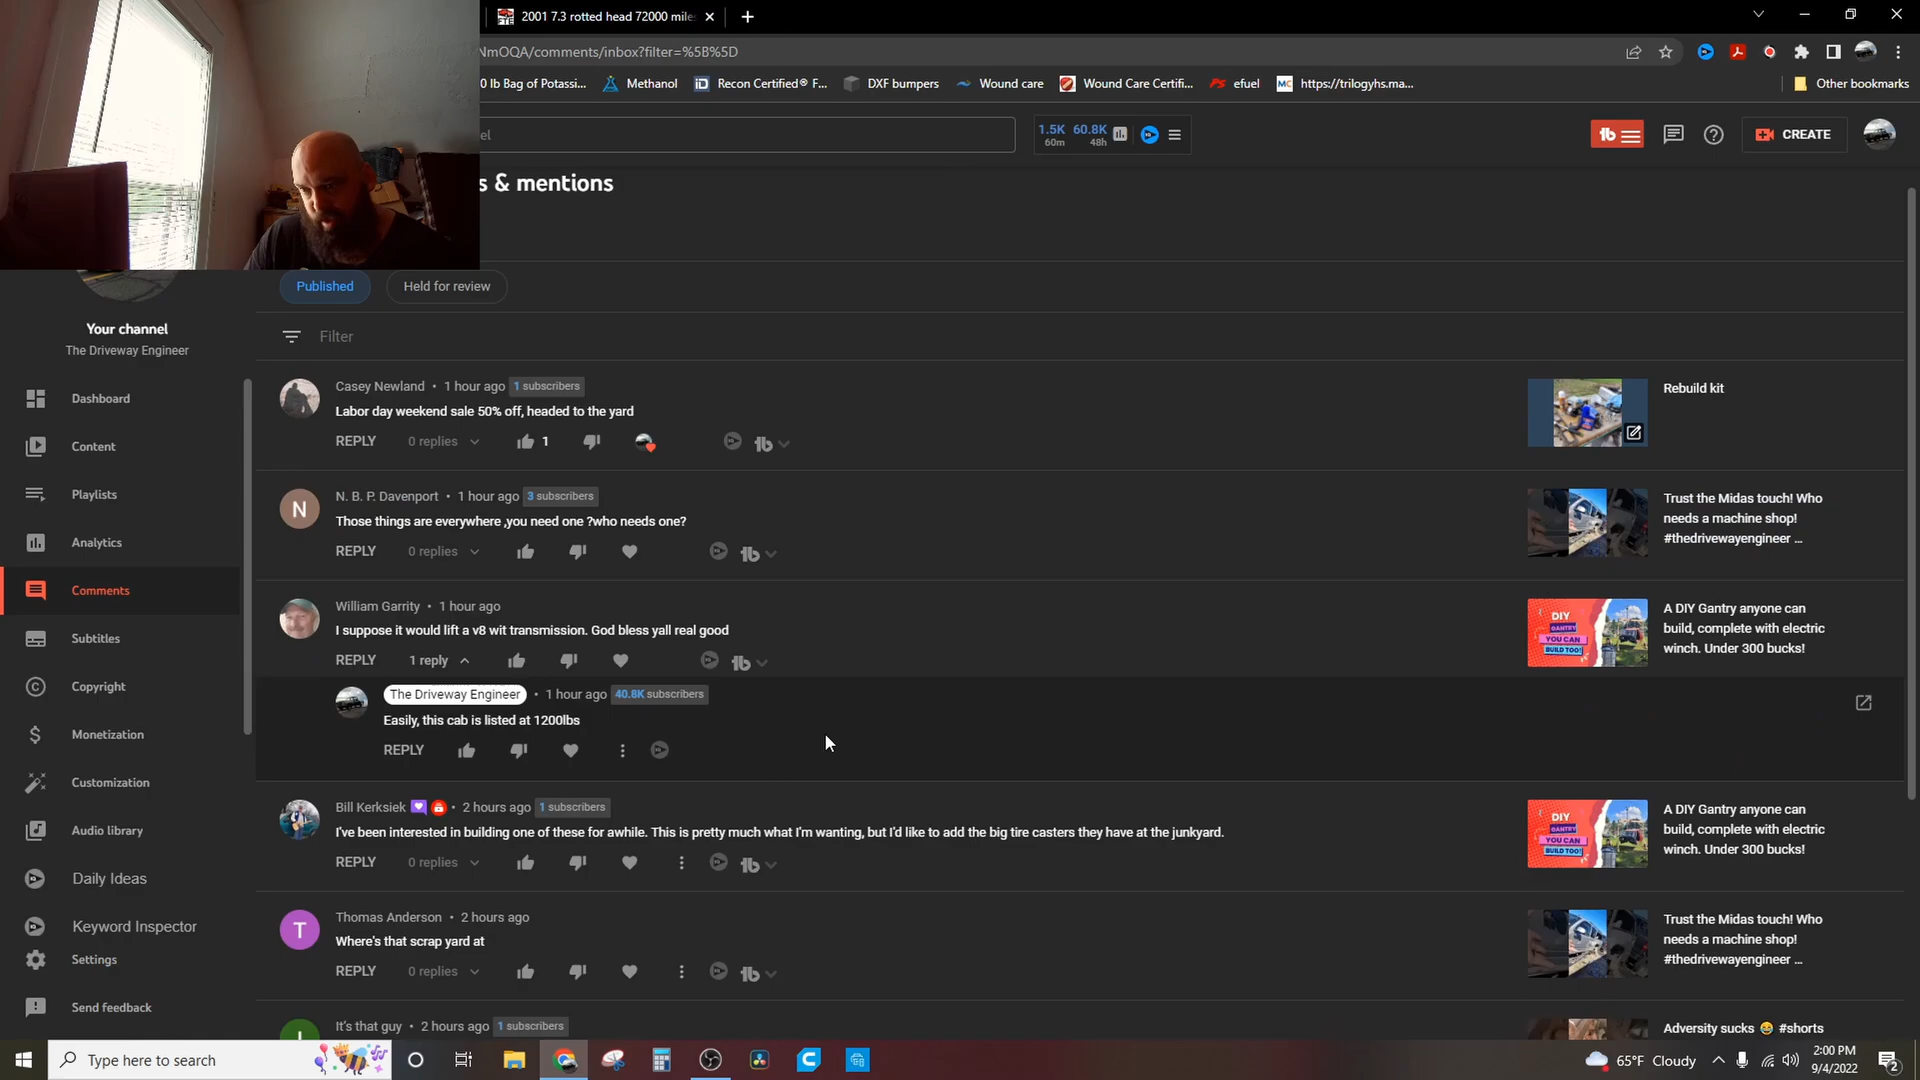 2001 7.3 rotted head 72000 mile
NmOQA/comments/inbox?filter=%5B%5D
0 lb Bag of Potassi...
Methanol
Recon Certified® F...
DXF bumpers
Wound care
Wound Care Certifi...
efuel
https://trilogyhs.ma...
Other bookmarks
el
1.5K 60.8K
60m 48h
CREATE
s & mentions
Published
Held for review
Filter
Your channel
The Driveway Engineer
Dashboard
Content
Playlists
Analytics
Comments
Subtitles
Copyright
Monetization
Customization
Audio library
Daily Ideas
Keyword Inspector
Settings
Send feedback
Casey Newland • 1 hour ago 1 subscribers
Labor day weekend sale 50% off, headed to the yard
REPLY 0 replies 1
Rebuild kit
N
N. B. P. Davenport • 1 hour ago 3 subscribers
Those things are everywhere ,you need one ?who needs one?
REPLY 0 replies
Trust the Midas touch! Who
needs a machine shop!
#thedrivewayengineer ...
William Garrity • 1 hour ago
I suppose it would lift a v8 wit transmission. God bless yall real good
REPLY 1 reply
DIY
GANTRY
YOU CAN
BUILD TOO!
A DIY Gantry anyone can
build, complete with electric
winch. Under 300 bucks!
The Driveway Engineer • 1 hour ago 40.8K subscribers
Easily, this cab is listed at 1200lbs
REPLY
Bill Kerksiek • 2 hours ago 1 subscribers
I've been interested in building one of these for awhile. This is pretty much what I'm wanting, but I'd like to add the big tire casters they have at the junkyard.
REPLY 0 replies
DIY
GANTRY
YOU CAN
BUILD TOO!
A DIY Gantry anyone can
build, complete with electric
winch. Under 300 bucks!
T
Thomas Anderson • 2 hours ago
Where's that scrap yard at
REPLY 0 replies
Trust the Midas touch! Who
needs a machine shop!
#thedrivewayengineer ...
It's that guy • 2 hours ago 1 subscribers
Adversity sucks 😂 #shorts
Type here to search
65°F Cloudy
2:00 PM
9/4/2022
2